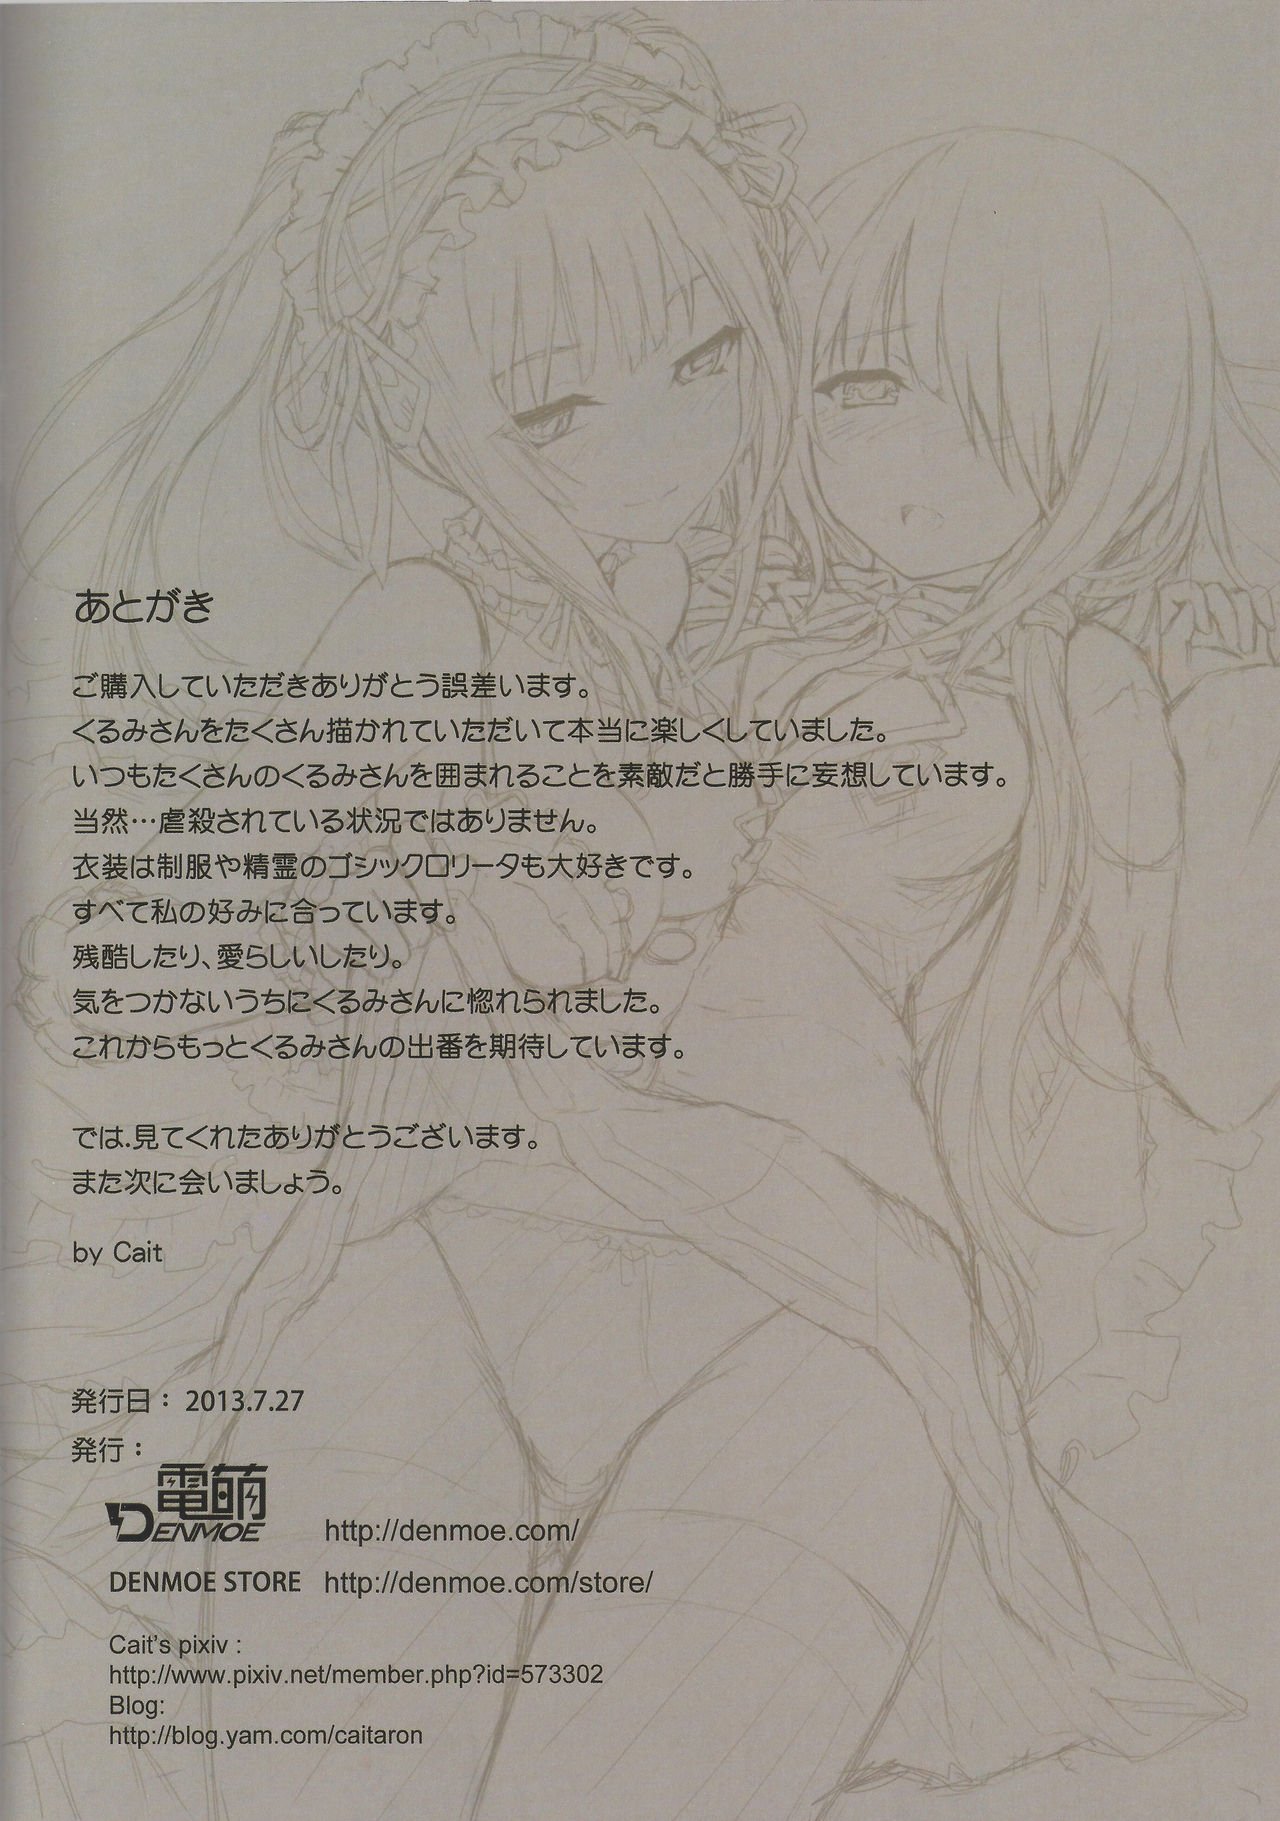 あとがき
ご購入していただきありがとう誤差います。
くるみさんをたくさん描かれていただいて本当に楽しくしていました。
いつもたくさんのくるみさんを囲まれることを素敵だと勝手に妄想しています。
当然…虐殺されている状況ではありません。
衣装は制服や精霊のゴシックロリータも大好きです。
すべて私の好みに合っています。
残酷したり、愛らしいしたり。
気をつかないうちにくるみさんに惚れられました。
これからもっとくるみさんの出番を期待しています。
では.見てくれたありがとうございます。
また次に会いましょう。
by Cait
発行日： 2013.7.27
発行：
電萌
DENMOE http://denmoe.com/
DENMOE STORE http://denmoe.com/store/
Cait's pixiv :
http://www.pixiv.net/member.php?id=573302
Blog:
http://blog.yam.com/caitaron